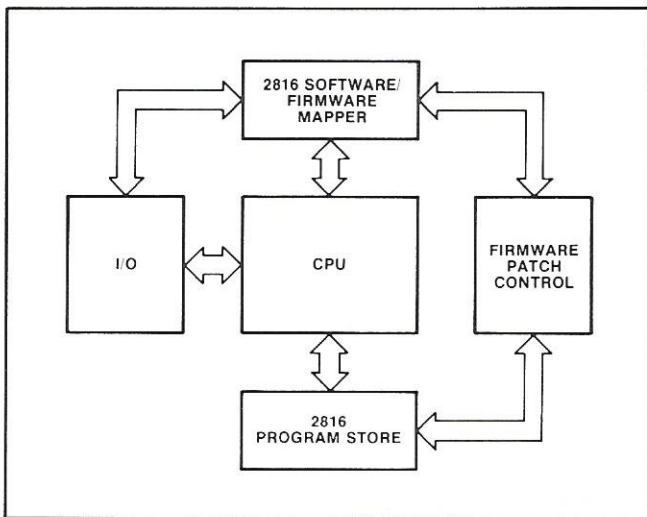 2816 SOFTWARE/
FIRMWARE
MAPPER
I/O
CPU
FIRMWARE
PATCH
CONTROL
2816
PROGRAM STORE